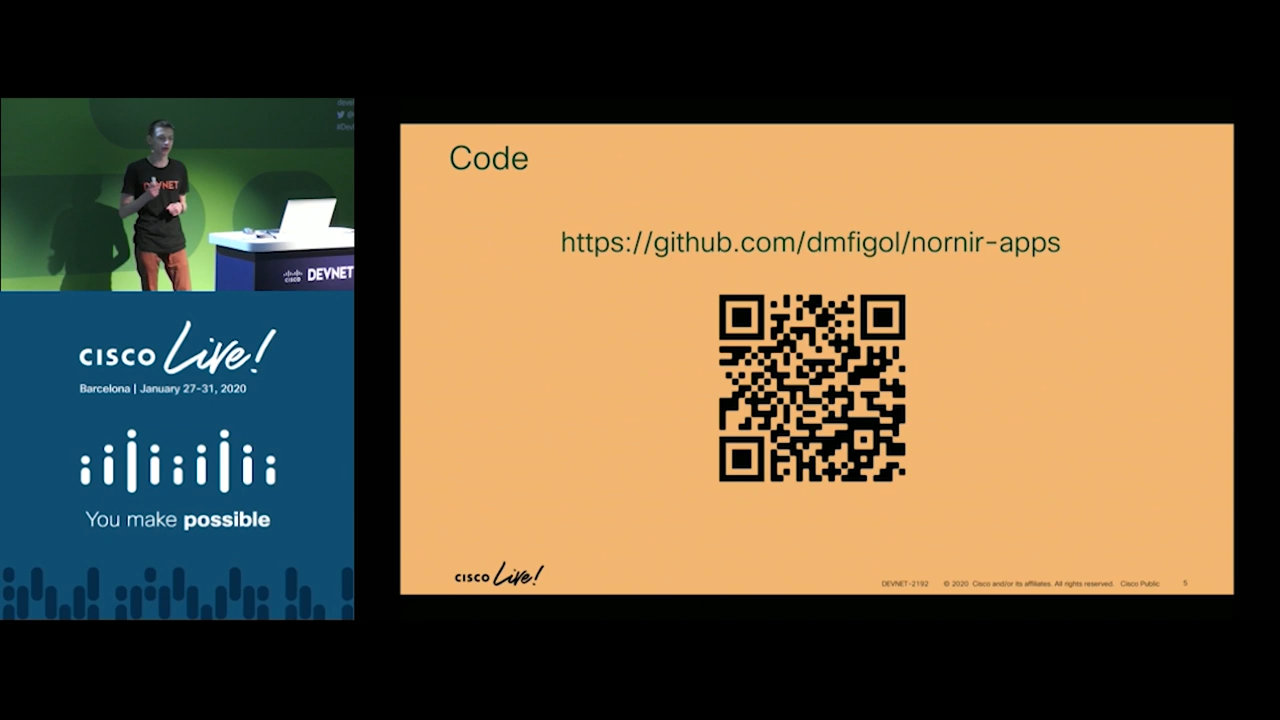 DEVNET
CISCO DEVNET
CISCO Live!
Barcelona | January 27-31, 2020
You make possible
Code
https://github.com/dmfigol/nornir-apps
CISCO Live!
DEVNET-2192 © 2020 Cisco and/or its affiliates. All rights reserved. Cisco Public 5